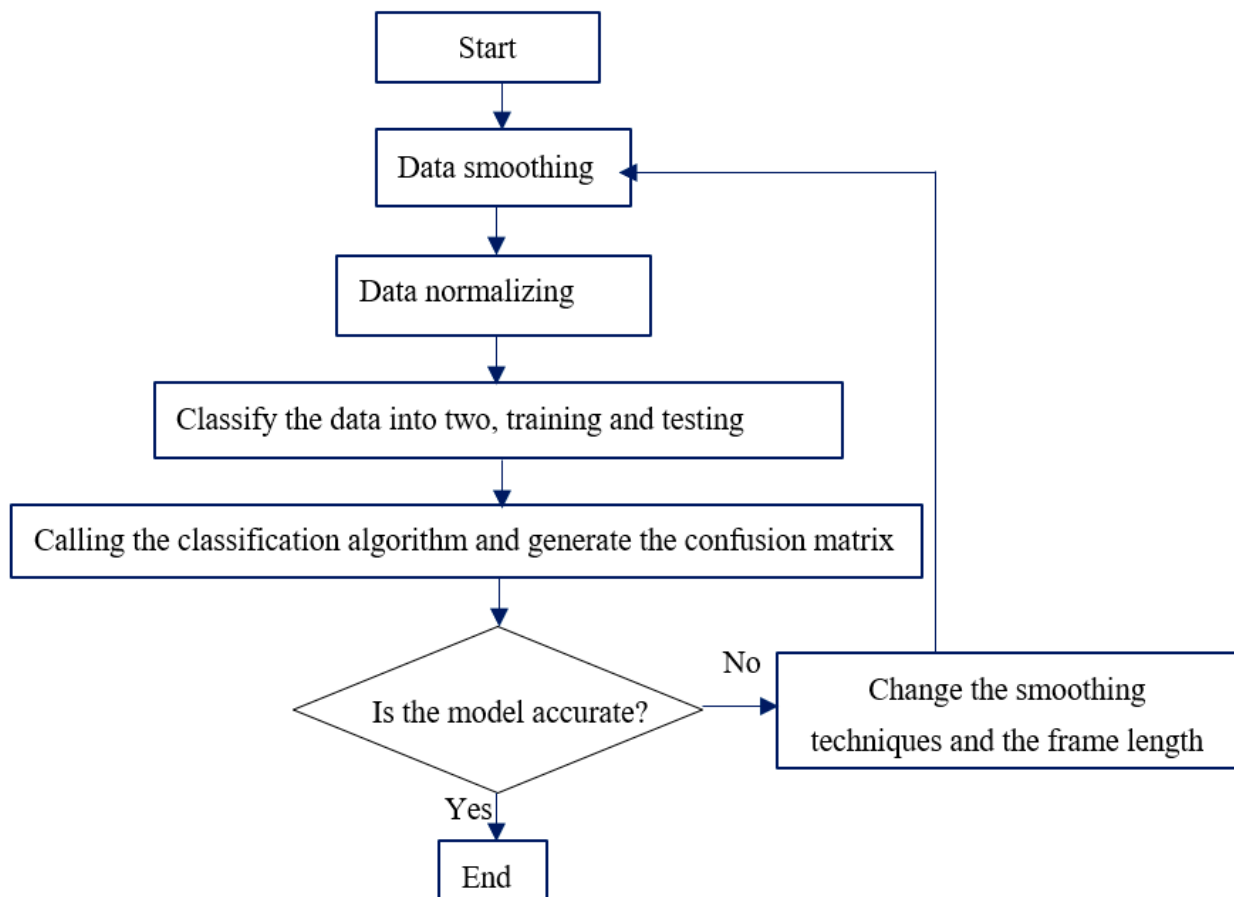 Start
Data smoothing
Data normalizing
Classify the data into two, training and testing
Calling the classification algorithm and generate the confusion matrix
Is the model accurate?
No
Change the smoothing
techniques and the frame length
Yes
End